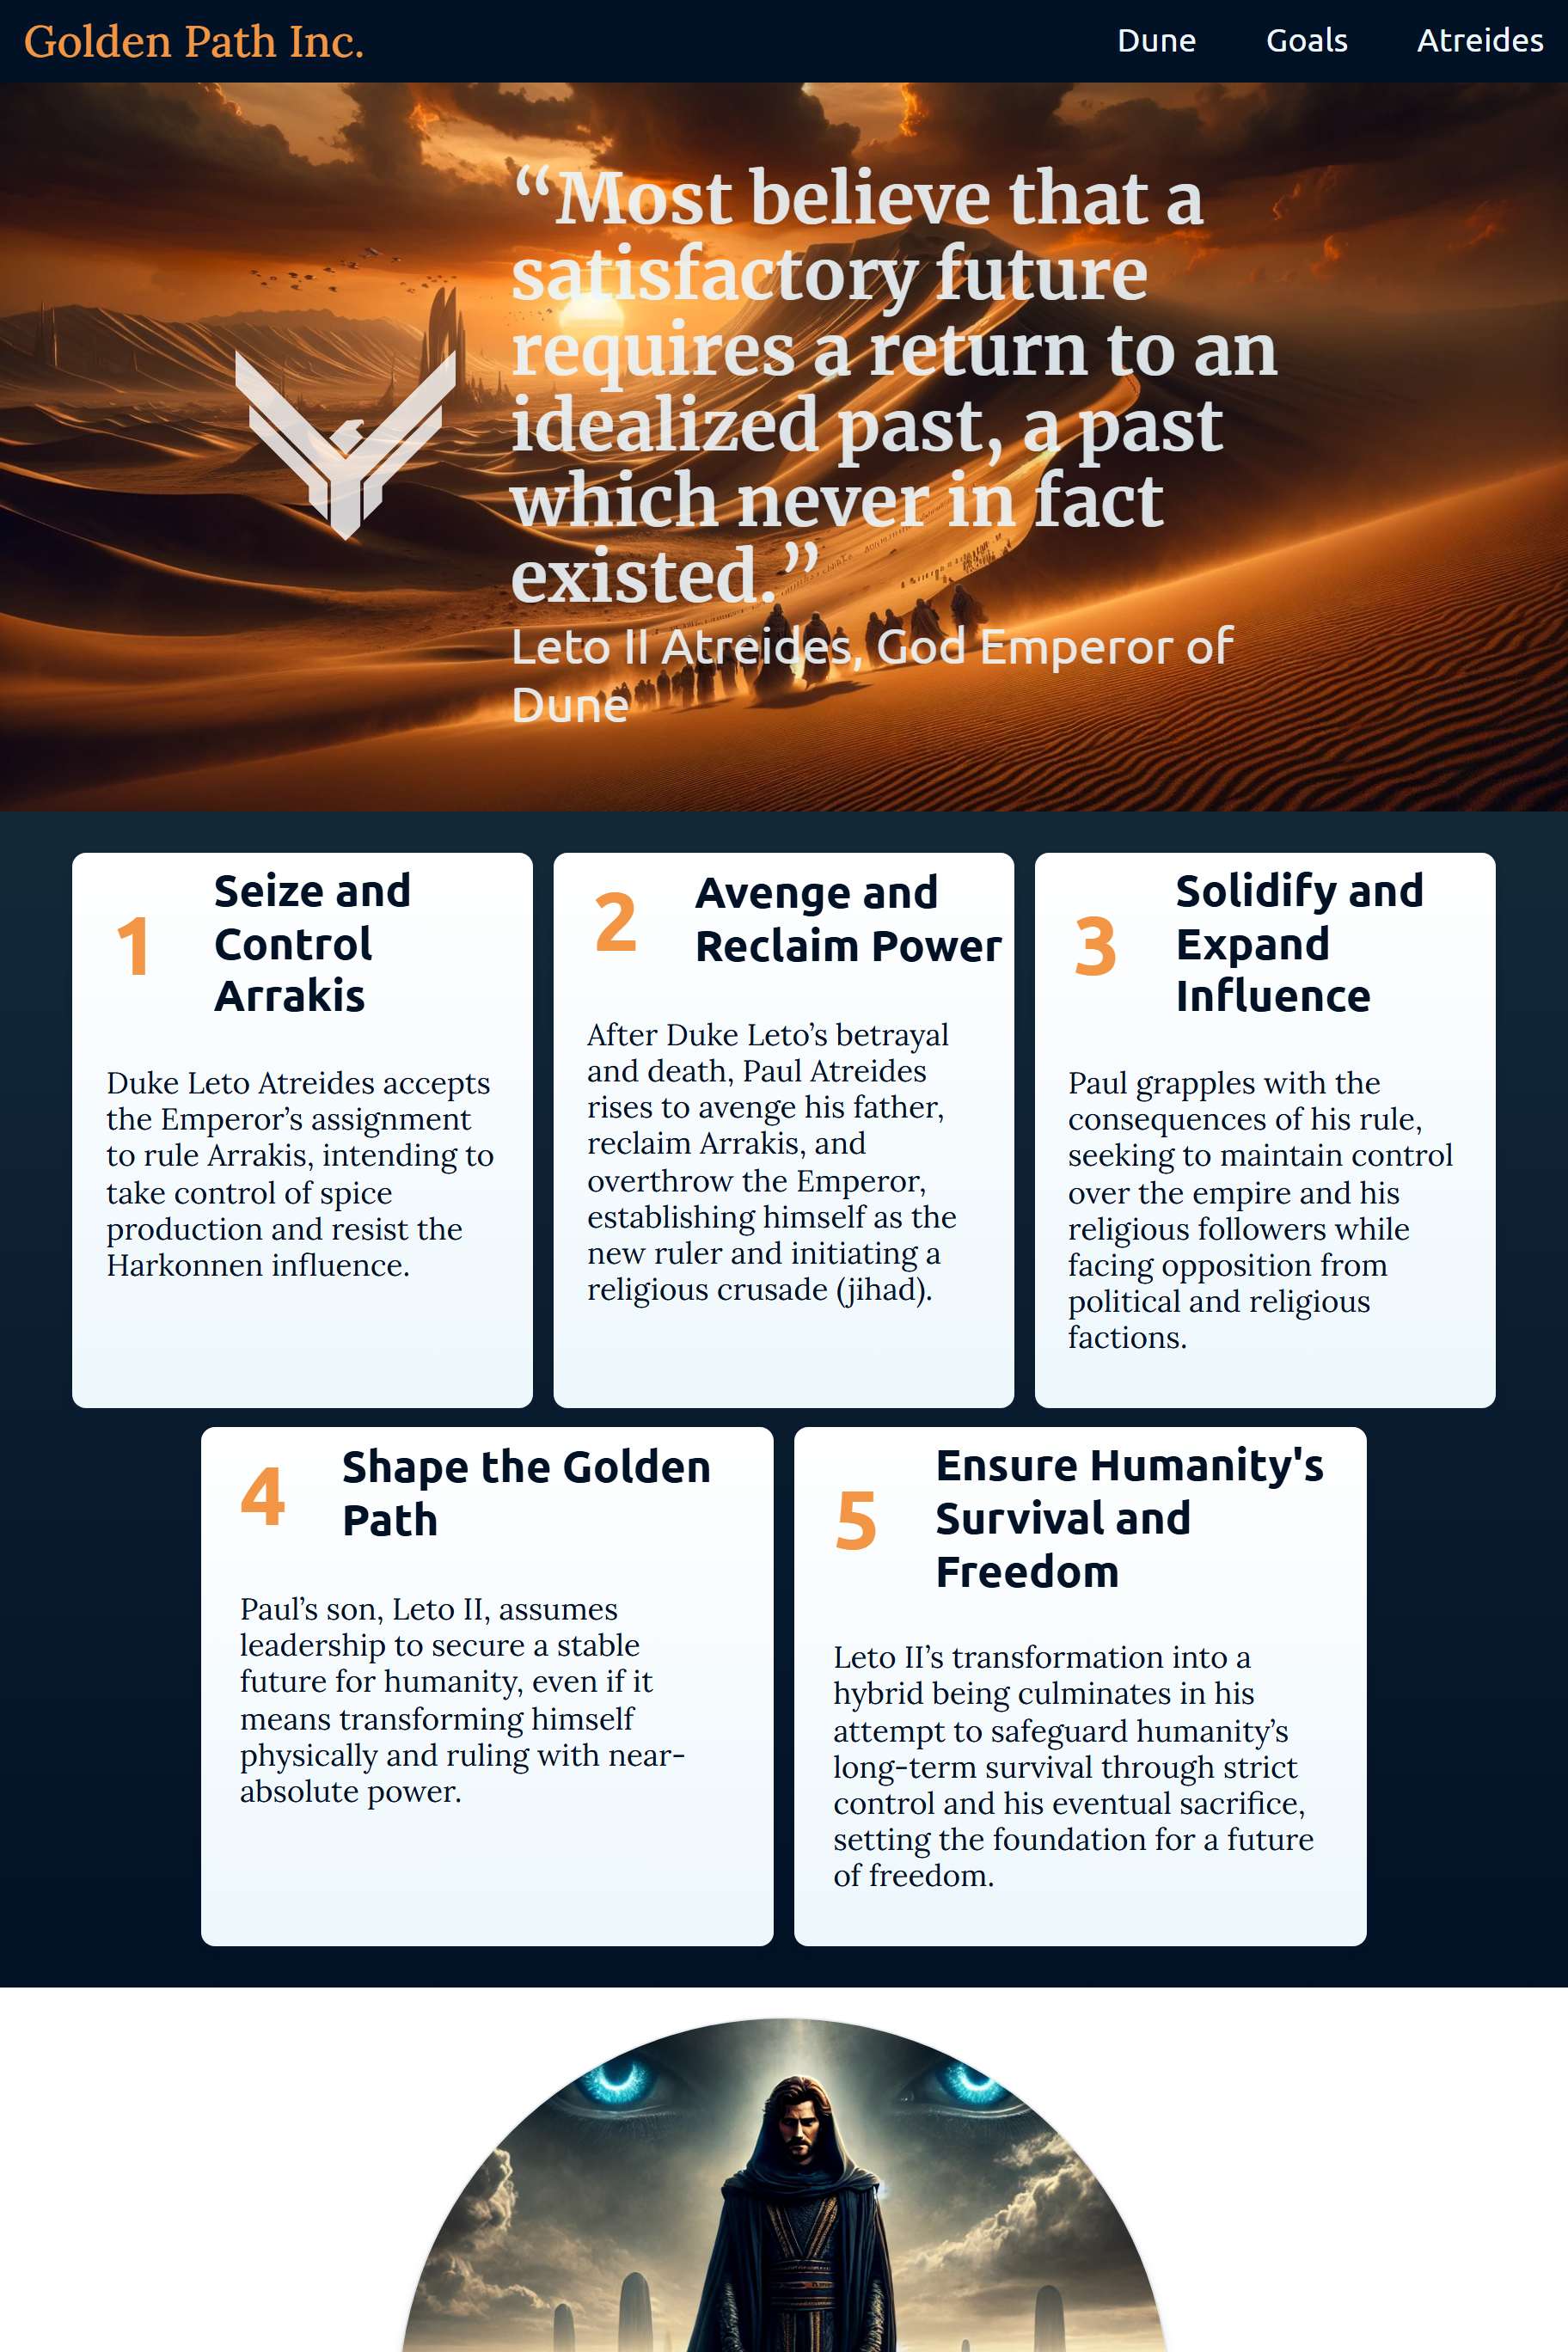 Golden Path Inc.
Dune Goals Atreides
“Most believe that a
satisfactory future
requires a return to an
idealized past, a past
which never in fact
existed.”
Leto II Atreides, God Emperor of
Dune
1
Seize and
Control
Arrakis
Duke Leto Atreides accepts
the Emperor’s assignment
to rule Arrakis, intending to
take control of spice
production and resist the
Harkonnen influence.
2
Avenge and
Reclaim Power
After Duke Leto’s betrayal
and death, Paul Atreides
rises to avenge his father,
reclaim Arrakis, and
overthrow the Emperor,
establishing himself as the
new ruler and initiating a
religious crusade (jihad).
3
Solidify and
Expand
Influence
Paul grapples with the
consequences of his rule,
seeking to maintain control
over the empire and his
religious followers while
facing opposition from
political and religious
factions.
4
Shape the Golden
Path
Paul’s son, Leto II, assumes
leadership to secure a stable
future for humanity, even if it
means transforming himself
physically and ruling with near-
absolute power.
5
Ensure Humanity's
Survival and
Freedom
Leto II’s transformation into a
hybrid being culminates in his
attempt to safeguard humanity’s
long-term survival through strict
control and his eventual sacrifice,
setting the foundation for a future
of freedom.